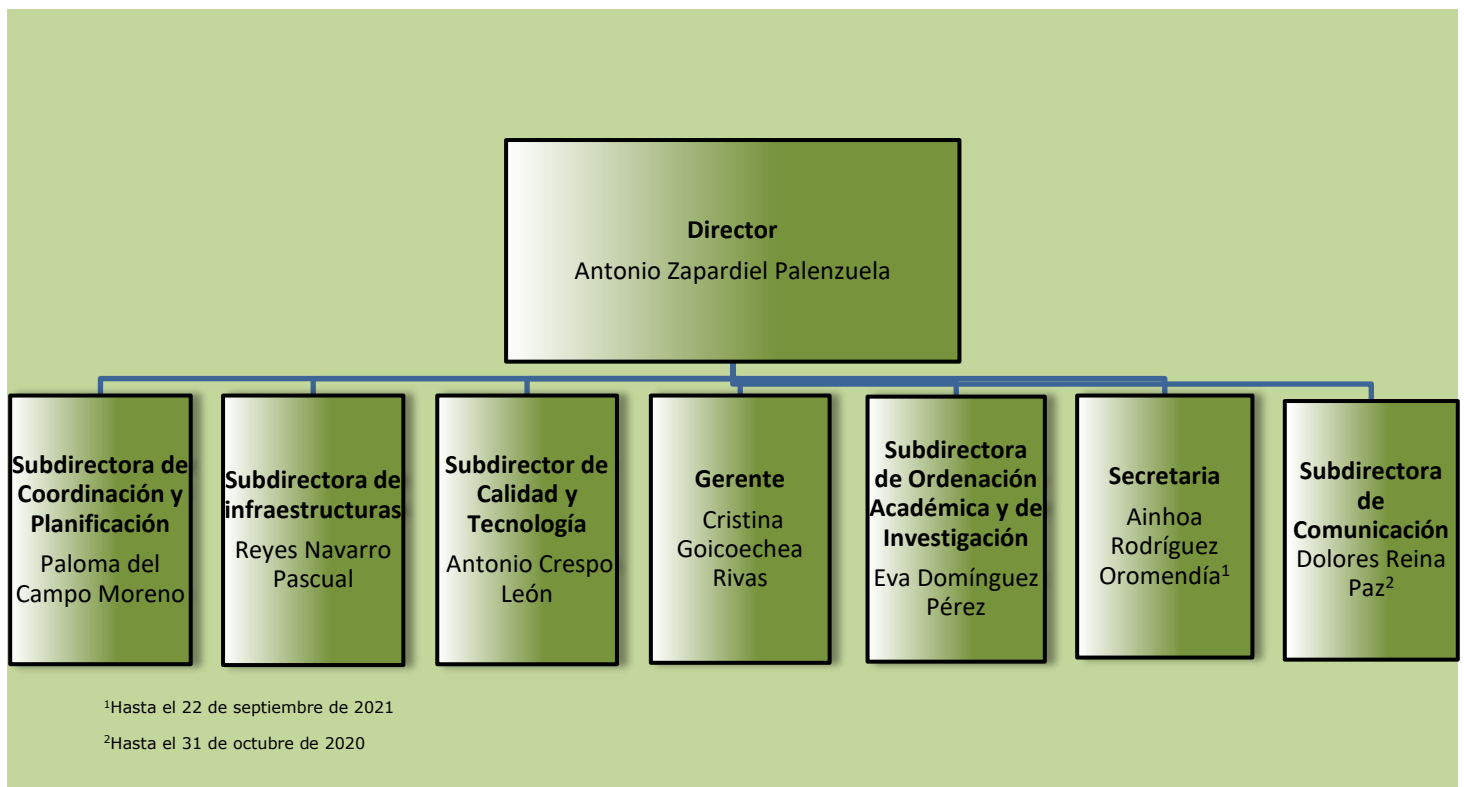 Director
Antonio Zapardiel Palenzuela
Subdirectora de
Coordinación y
Planificación
Paloma del
Campo Moreno
Subdirectora de
infraestructuras
Reyes Navarro
Pascual
Subdirector de
Calidad y
Tecnología
Antonio Crespo
León
Gerente
Cristina
Goicoechea
Rivas
Subdirectora
de Ordenación
Académica y de
Investigación
Eva Domínguez
Pérez
Secretaria
Ainhoa
Rodríguez
Oromendía¹
Subdirectora
de
Comunicación
Dolores Reina
Paz²
¹Hasta el 22 de septiembre de 2021
²Hasta el 31 de octubre de 2020